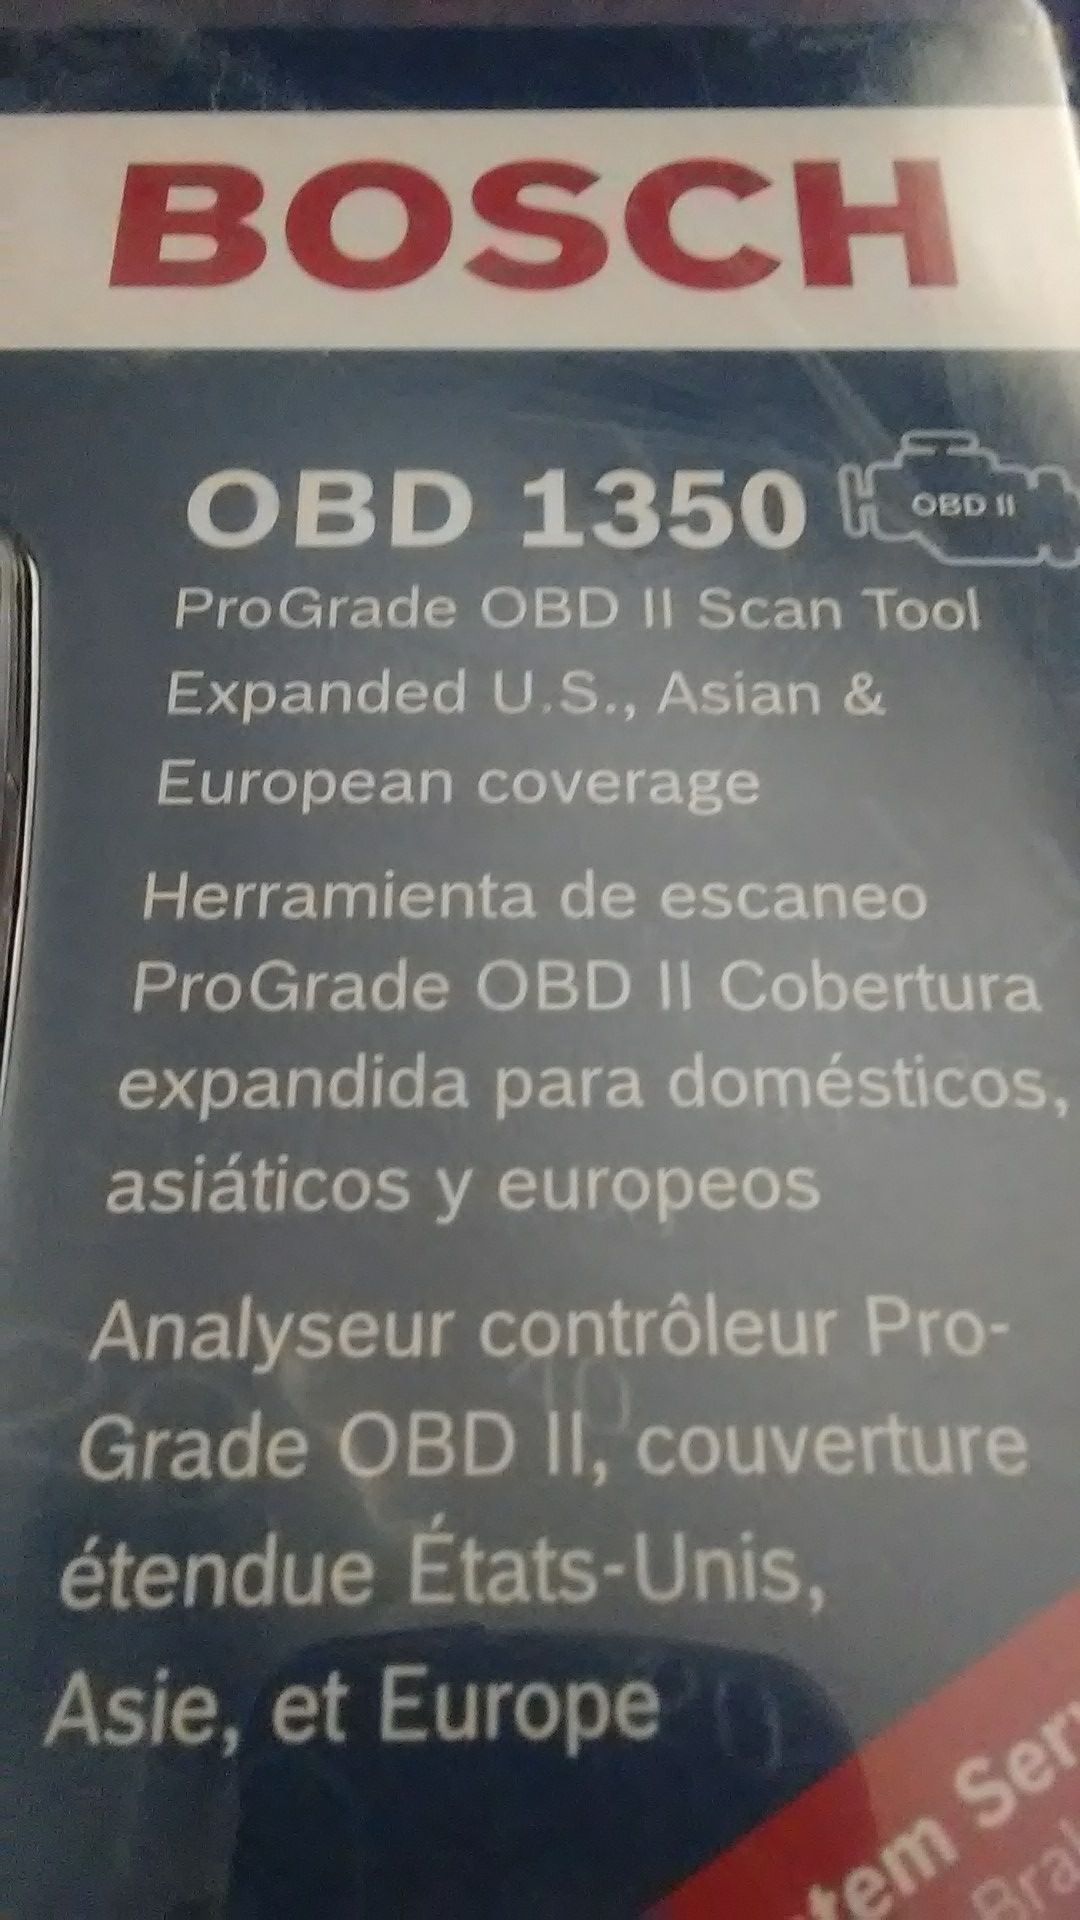 BOSCH
OBD 1350
OBD II
ProGrade OBD II Scan Tool
Expanded U.S., Asian &
European coverage
Herramienta de escaneo
ProGrade OBD II Cobertura
expandida para domésticos,
asiáticos y europeos
Analyseur contrôleur Pro-
Grade OBD II, couverture
étendue États-Unis,
Asie, et Europe